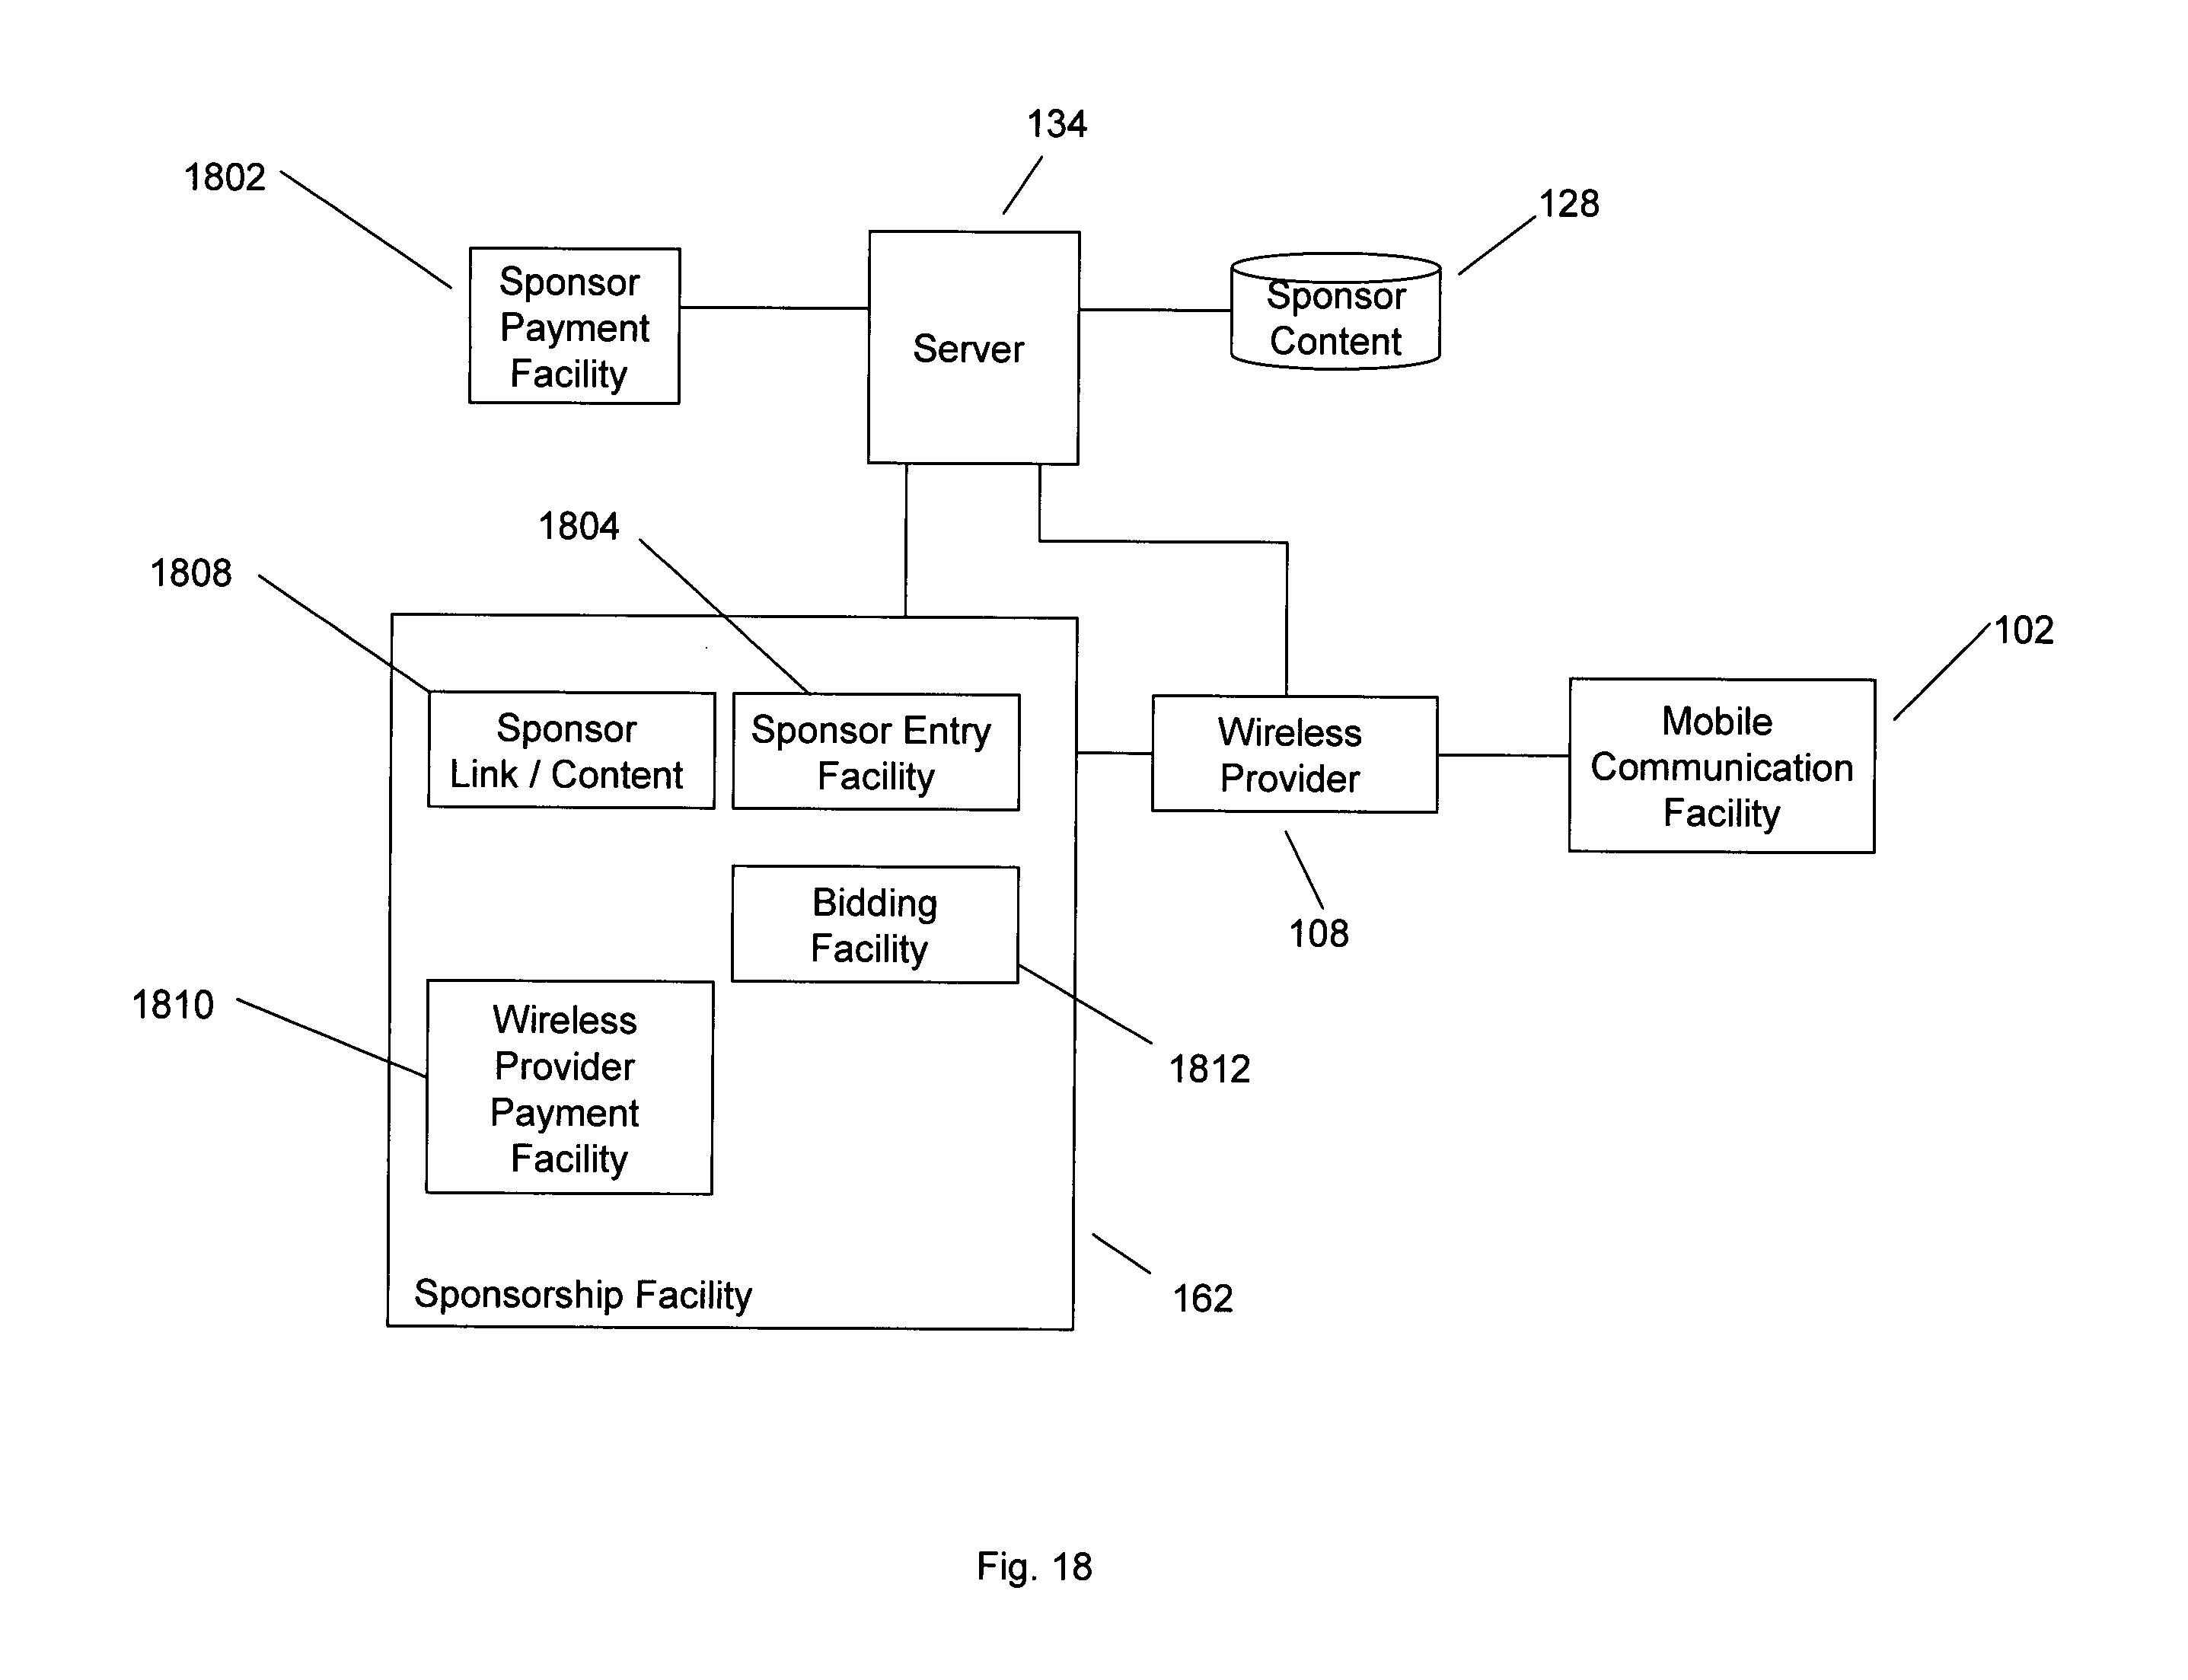 134
1802
128
Sponsor
Payment
Facility
Server
Sponsor
Content
1804
1808
102
Sponsor
Link / Content
Sponsor Entry
Facility
Wireless
Provider
Mobile
Communication
Facility
Bidding
Facility
108
1810
Wireless
Provider
Payment
Facility
1812
Sponsorship Facility
162
Fig. 18